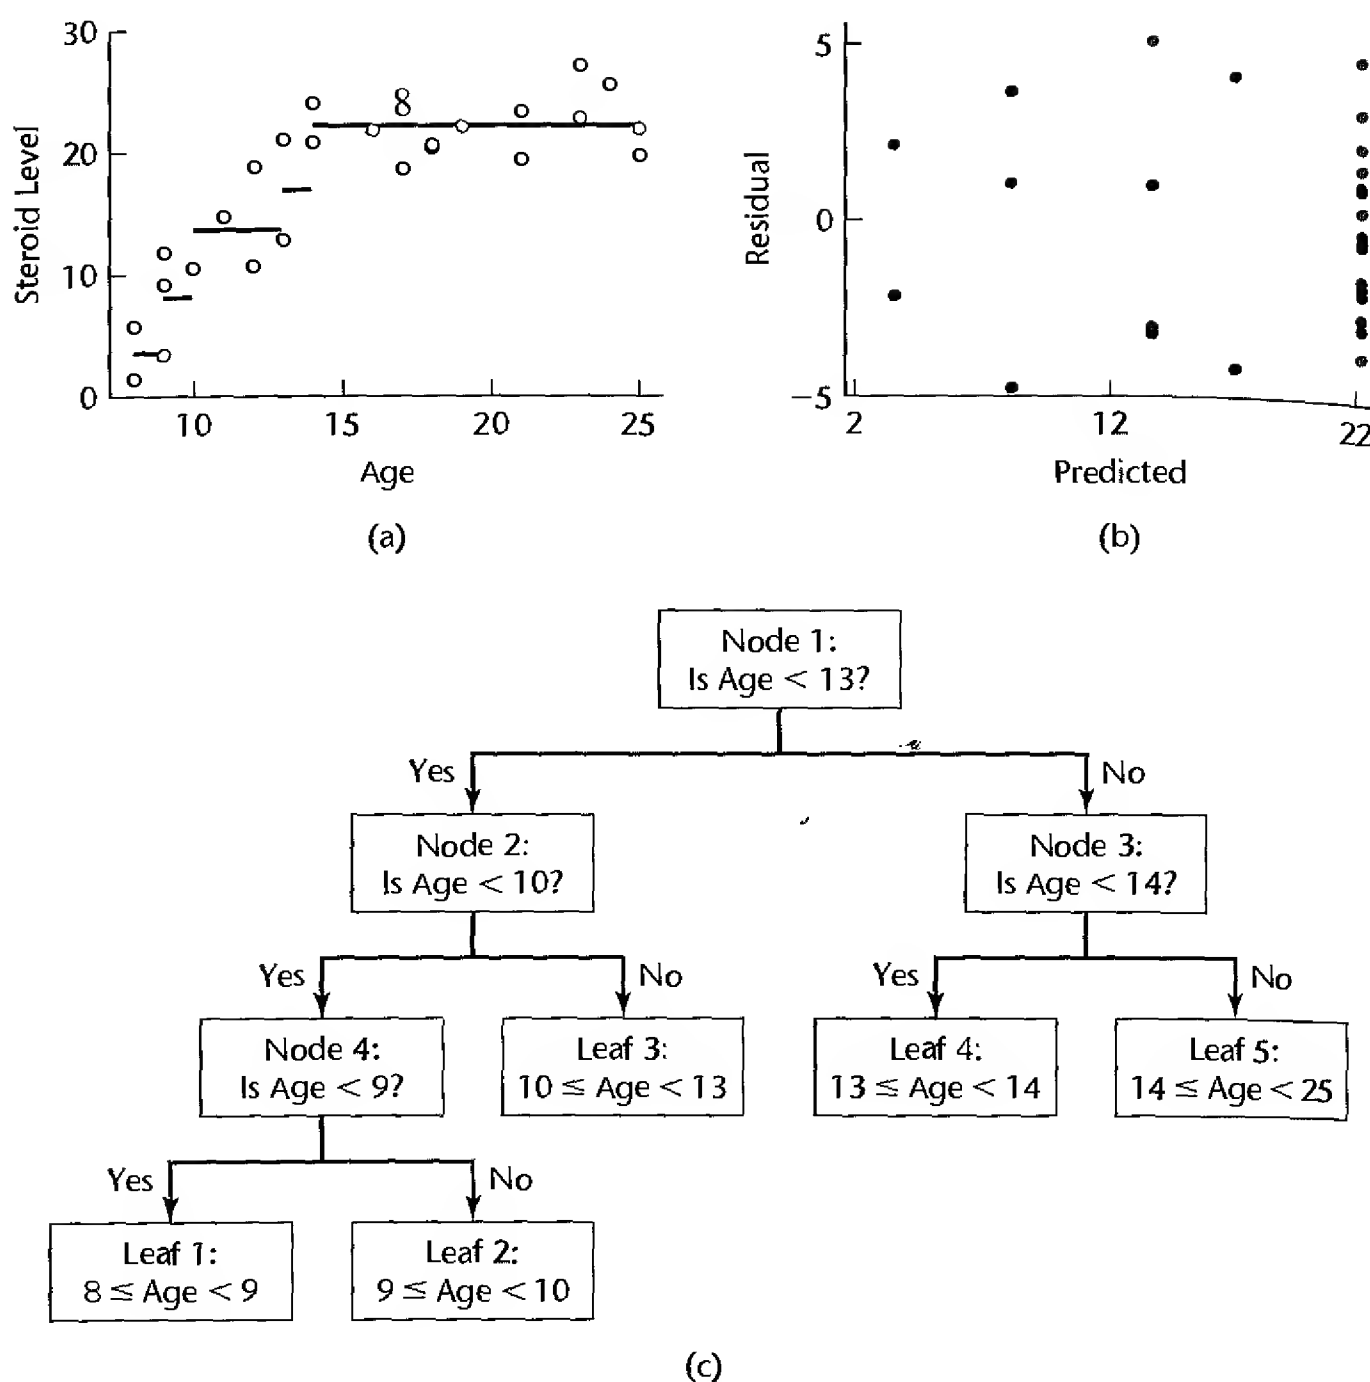 30
20
10
0
Steroid Level
10
15
20
25
Age
(a)
5
0
−5
Residual
2
12
22
Predicted
(b)
Node 1:
Is Age < 13?
Yes
No
Node 2:
Is Age < 10?
Node 3:
Is Age < 14?
Yes
No
Yes
No
Node 4:
Is Age < 9?
Leaf 3:
10 ≤ Age < 13
Leaf 4:
13 ≤ Age < 14
Leaf 5:
14 ≤ Age < 25
Yes
No
Leaf 1:
8 ≤ Age < 9
Leaf 2:
9 ≤ Age < 10
(c)